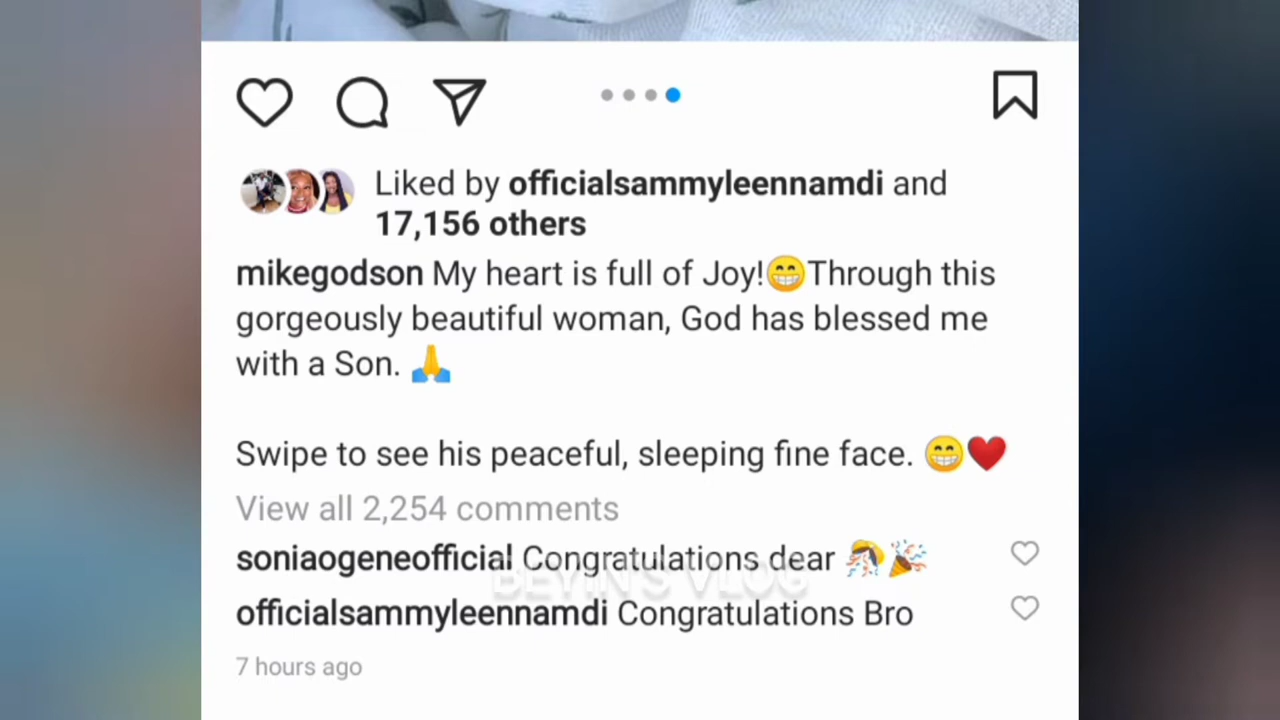 Liked by officialsammyleennamdi and
17,156 others
mikegodson My heart is full of Joy!😁Through this
gorgeously beautiful woman, God has blessed me
with a Son. 🙏
Swipe to see his peaceful, sleeping fine face. 😁❤️
View all 2,254 comments
soniaogeneofficial Congratulations dear 🎊🎉
BEYIN'S VLOG
officialsammyleennamdi Congratulations Bro
7 hours ago